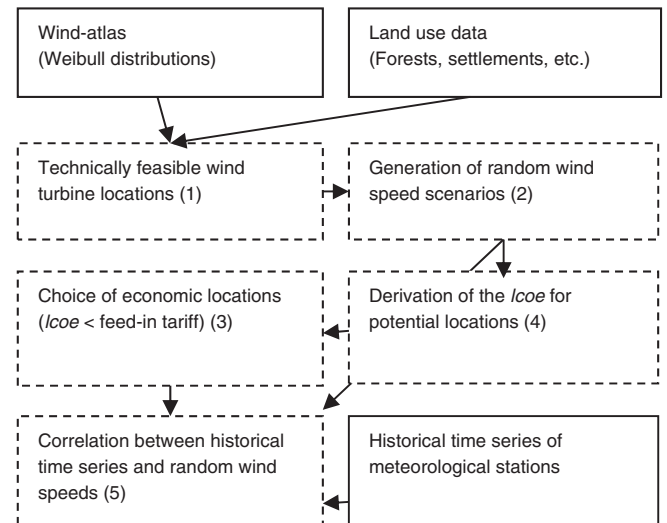 Wind-atlas
(Weibull distributions)
Land use data
(Forests, settlements, etc.)
Technically feasible wind
turbine locations (1)
Generation of random wind
speed scenarios (2)
Choice of economic locations
(lcoe < feed-in tariff) (3)
Derivation of the lcoe for
potential locations (4)
Correlation between historical
time series and random wind
speeds (5)
Historical time series of
meteorological stations